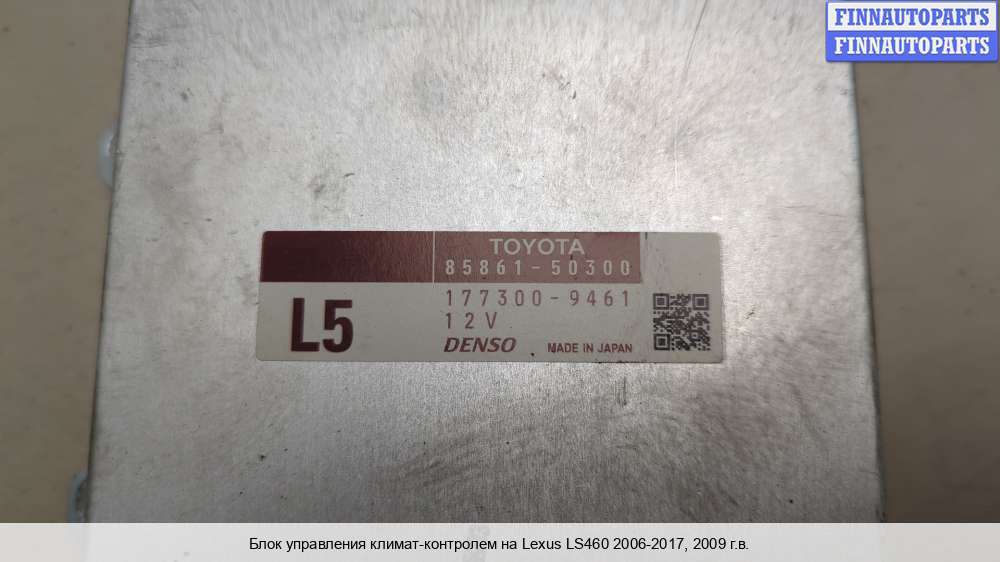 FINNAUTOPARTS
FINNAUTOPARTS
TOYOTA
85861-50300
177300-9461
12V
L5
DENSO MADE IN JAPAN
Блок управления климат-контролем на Lexus LS460 2006-2017, 2009 г.в.